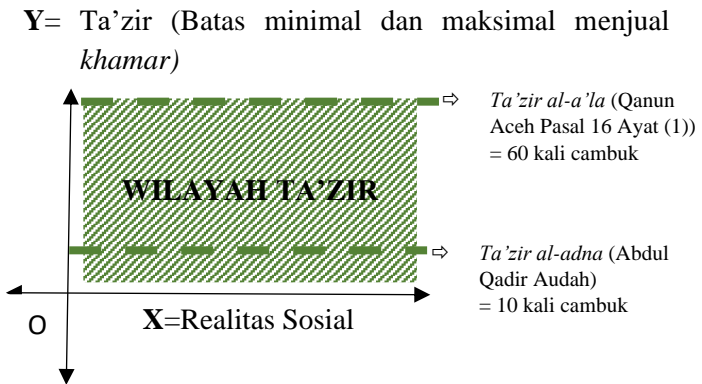 Y= Ta’zir (Batas minimal dan maksimal menjual
khamar)
⇨ Ta’zir al-a’la (Qanun
Aceh Pasal 16 Ayat (1))
= 60 kali cambuk
WILAYAH TA’ZIR
⇨ Ta’zir al-adna (Abdul
Qadir Audah)
= 10 kali cambuk
O
X=Realitas Sosial